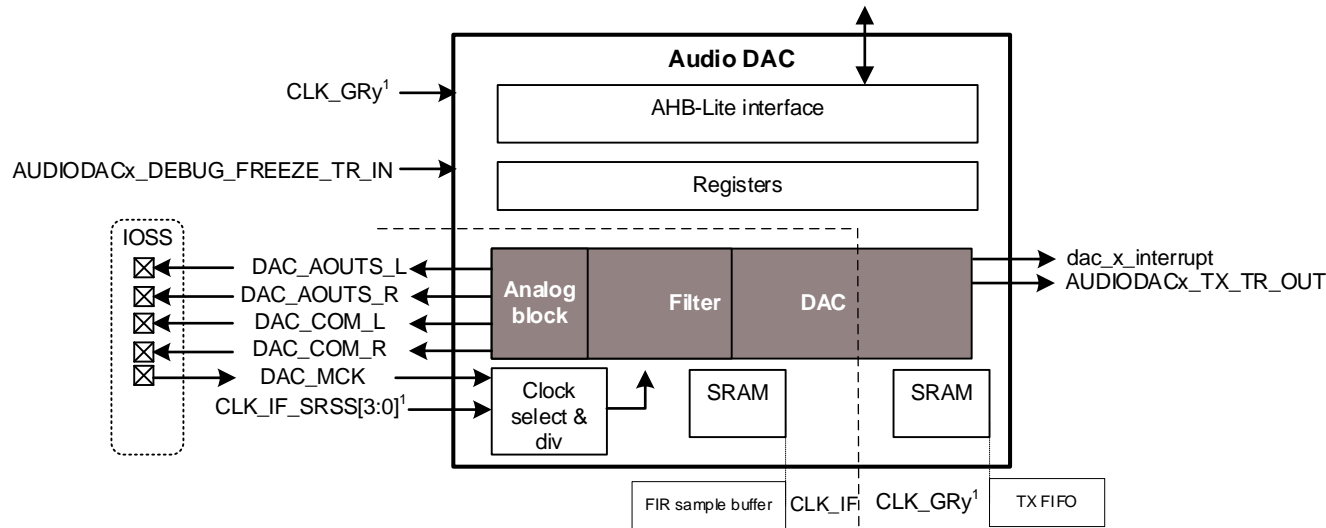 Audio DAC
CLK_GRy1
AHB-Lite interface
AUDIODACx_DEBUG_FREEZE_TR_IN
Registers
IOSS
DAC_AOUTS_L
DAC_AOUTS_R
DAC_COM_L
DAC_COM_R
DAC_MCK
CLK_IF_SRSS[3:0]1
Analog
block
Filter
DAC
dac_x_interrupt
AUDIODACx_TX_TR_OUT
Clock
select &
div
SRAM
SRAM
FIR sample buffer
CLK_IF
CLK_GRy1
TX FIFO